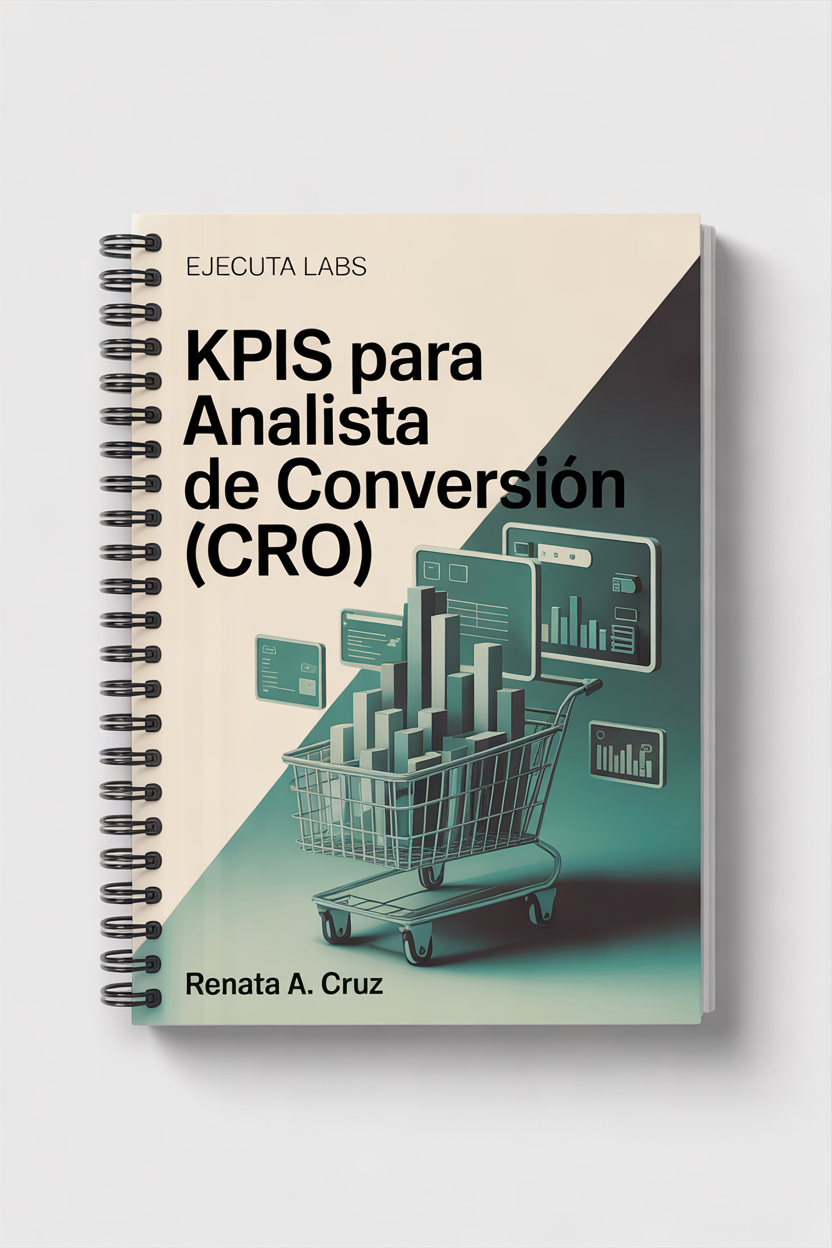 EJECUTA LABS
KPIS para
Analista
de Conversión
(CRO)
Renata A. Cruz